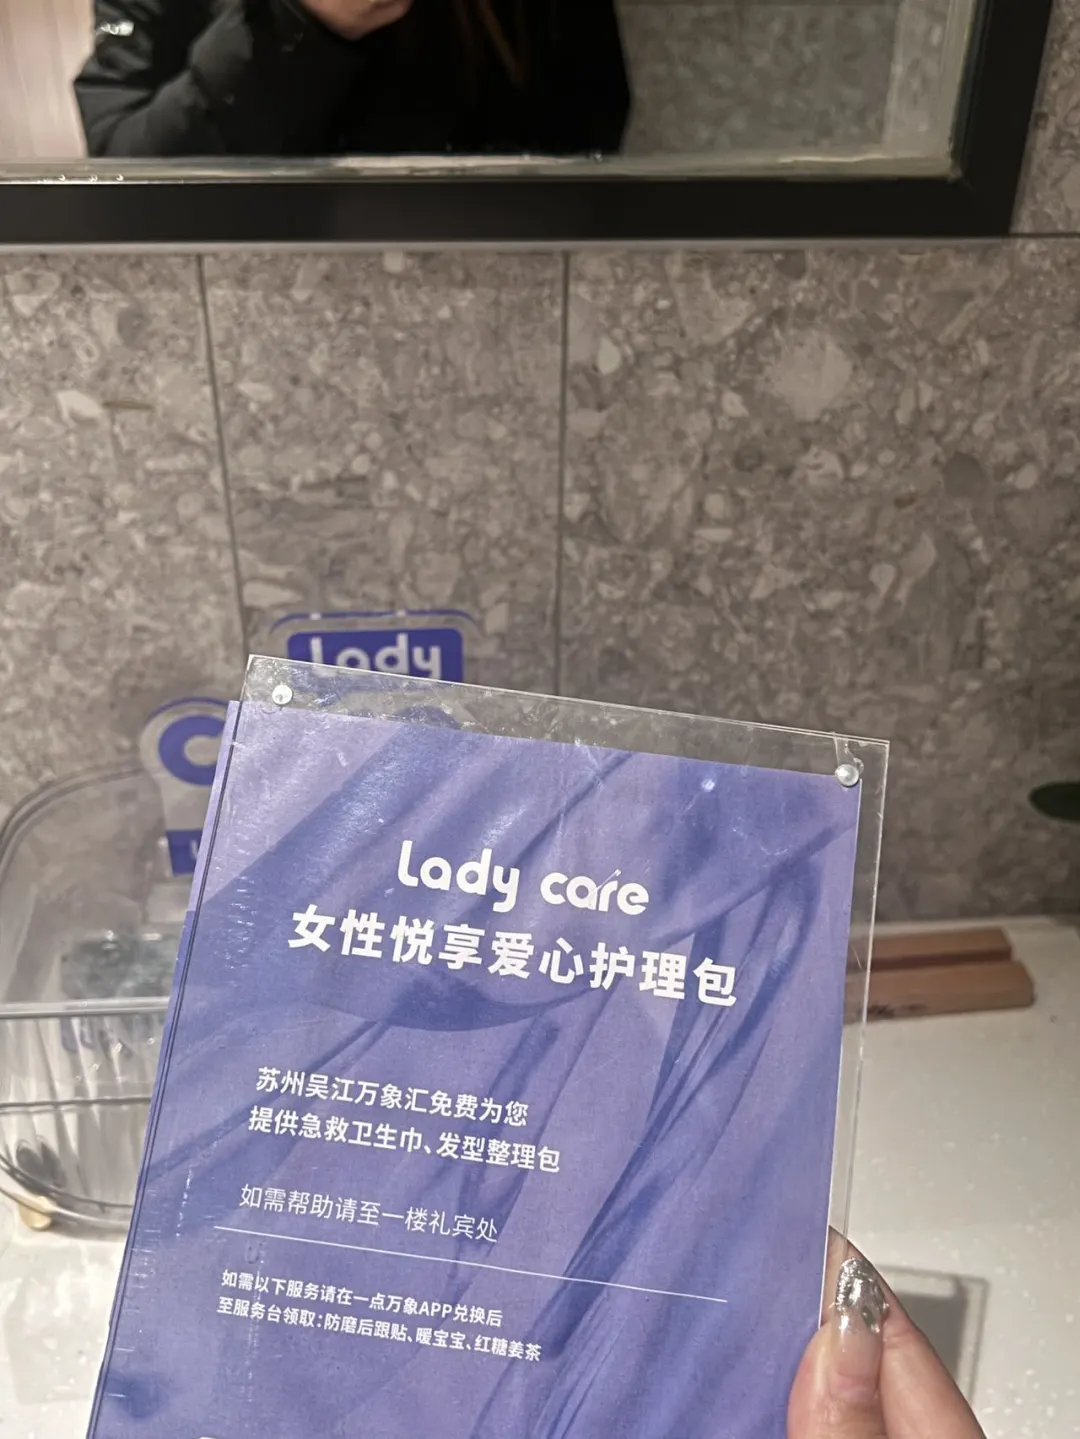 Lady
Lady care
女性悦享爱心护理包
苏州吴江万象汇免费为您
提供急救卫生巾、发型整理包
如需帮助请至一楼礼宾处
如需以下服务请在一点万象APP兑换后
至服务台领取：防磨后跟贴、暖宝宝、红糖姜茶